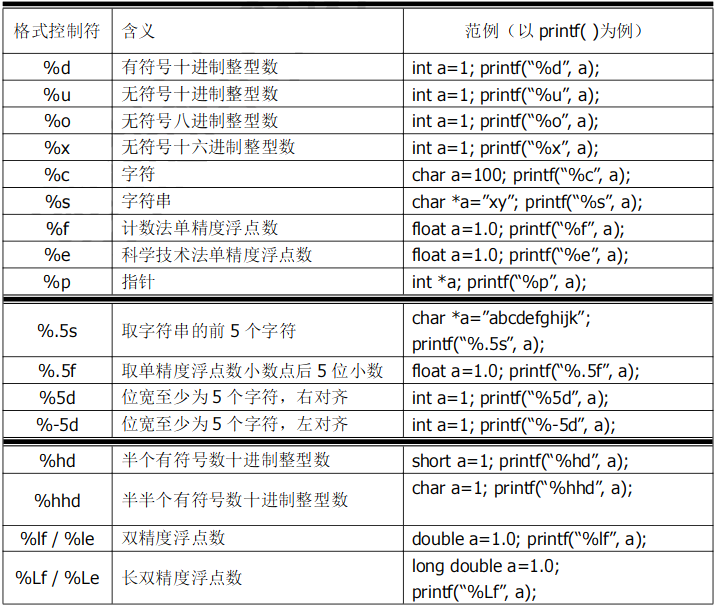 格式控制符 含义 范例（以 printf( )为例）
%d 有符号十进制整型数 int a=1; printf(“%d”, a);
%u 无符号十进制整型数 int a=1; printf(“%u”, a);
%o 无符号八进制整型数 int a=1; printf(“%o”, a);
%x 无符号十六进制整型数 int a=1; printf(“%x”, a);
%c 字符 char a=100; printf(“%c”, a);
%s 字符串 char *a=”xy”; printf(“%s”, a);
%f 计数法单精度浮点数 float a=1.0; printf(“%f”, a);
%e 科学技术法单精度浮点数 float a=1.0; printf(“%e”, a);
%p 指针 int *a; printf(“%p”, a);
%.5s 取字符串的前 5 个字符 char *a=”abcdefghijk”;
printf(“%.5s”, a);
%.5f 取单精度浮点数小数点后 5 位小数 float a=1.0; printf(“%.5f”, a);
%5d 位宽至少为 5 个字符，右对齐 int a=1; printf(“%5d”, a);
%-5d 位宽至少为 5 个字符，左对齐 int a=1; printf(“%-5d”, a);
%hd 半个有符号数十进制整型数 short a=1; printf(“%hd”, a);
%hhd 半半个有符号数十进制整型数 char a=1; printf(“%hhd”, a);
%lf / %le 双精度浮点数 double a=1.0; printf(“%lf”, a);
%Lf / %Le 长双精度浮点数 long double a=1.0;
printf(“%Lf”, a);